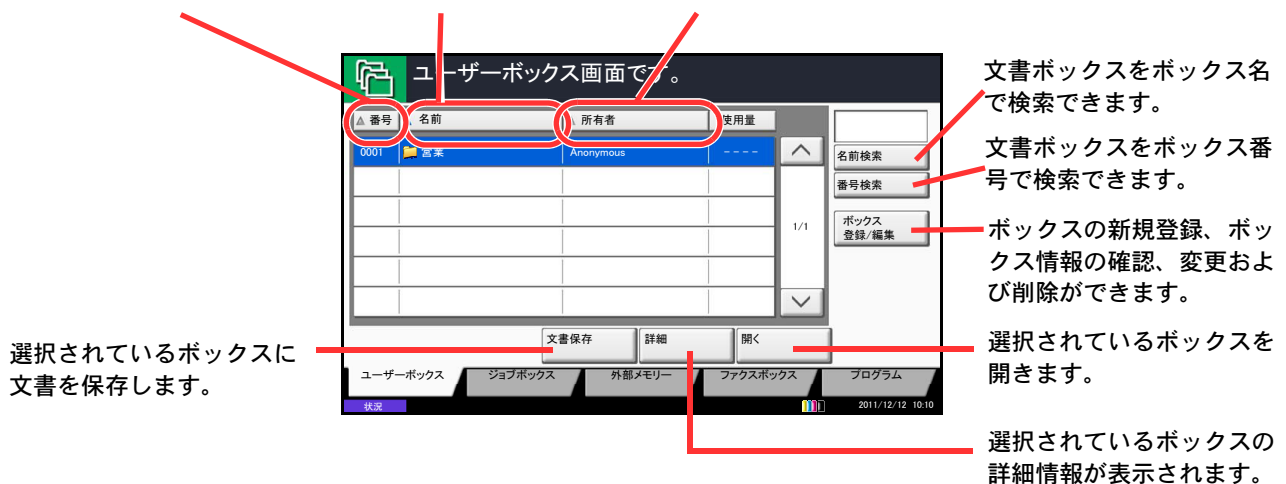 ユーザーボックス画面です。
番号
名前
所有者
使用量
0001
営業
Anonymous
----
1/1
名前検索
番号検索
ボックス
登録/編集
文書保存
詳細
開く
ユーザーボックス
ジョブボックス
外部メモリー
ファクスボックス
プログラム
状況
2011/12/12 10:10
文書ボックスをボックス名
で検索できます。
文書ボックスをボックス番
号で検索できます。
ボックスの新規登録、ボッ
クス情報の確認、変更およ
び削除ができます。
選択されているボックスに
文書を保存します。
選択されているボックスを
開きます。
選択されているボックスの
詳細情報が表示されます。